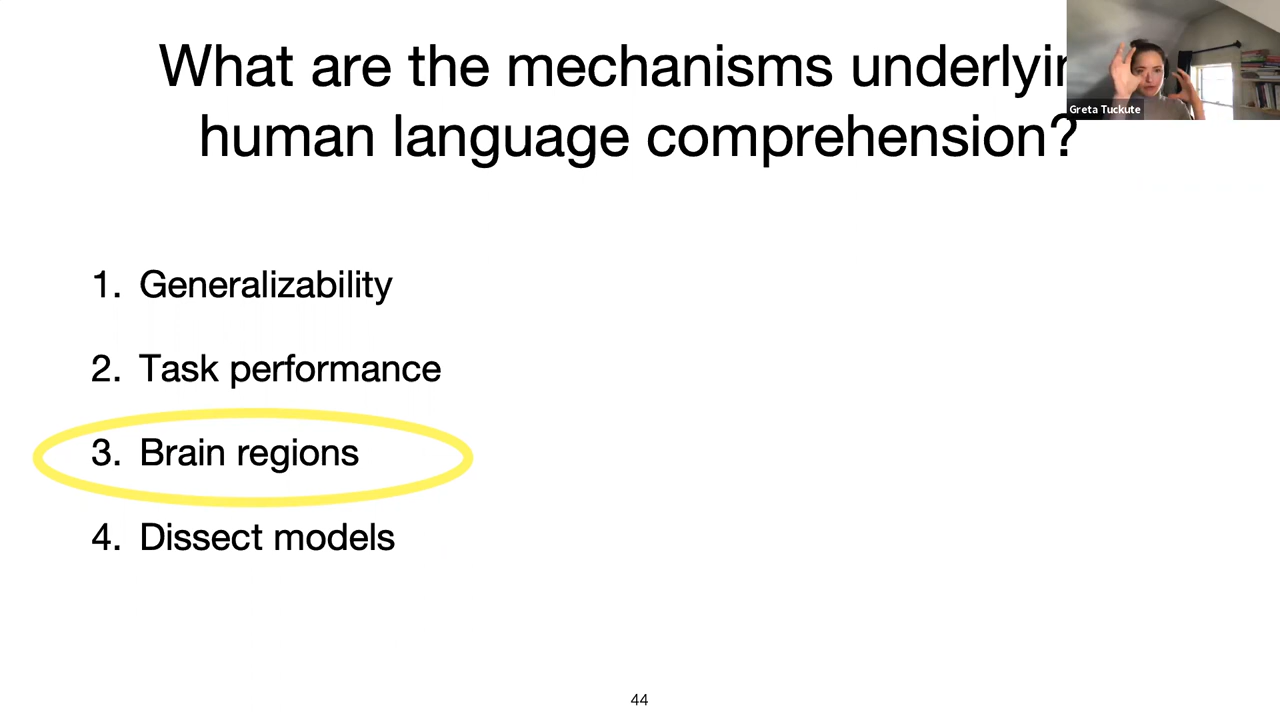 What are the mechanisms underlyin
human language comprehension?
Greta Tuckute
1. Generalizability
2. Task performance
3. Brain regions
4. Dissect models
44